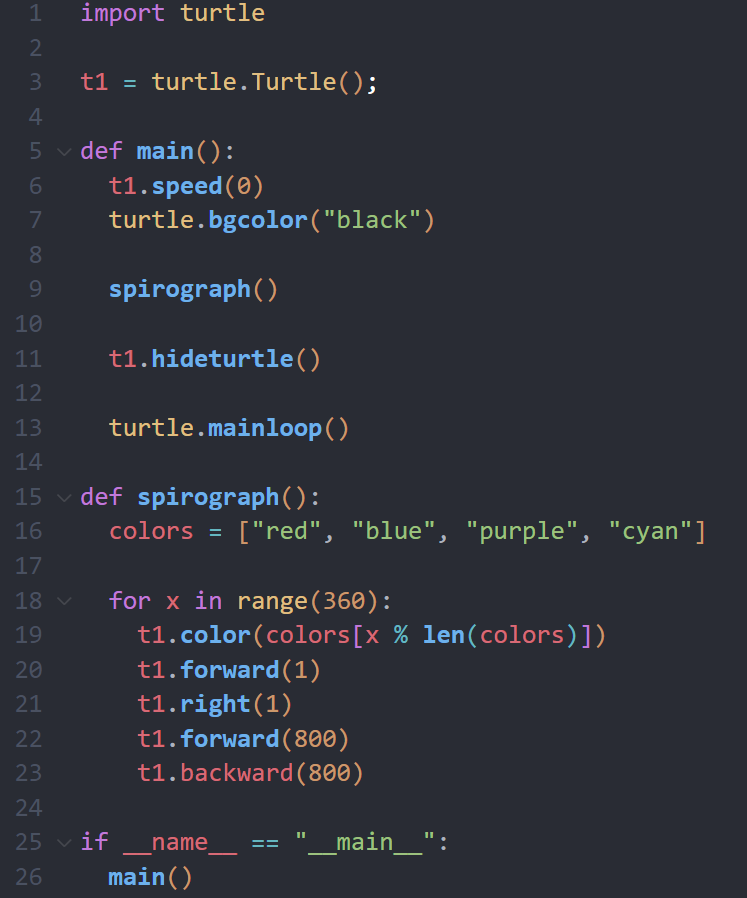 1 import turtle
2
3 t1 = turtle.Turtle();
4
5 def main():
6   t1.speed(0)
7   turtle.bgcolor("black")
8
9   spirograph()
10
11   t1.hideturtle()
12
13   turtle.mainloop()
14
15 def spirograph():
16   colors = ["red", "blue", "purple", "cyan"]
17
18   for x in range(360):
19     t1.color(colors[x % len(colors)])
20     t1.forward(1)
21     t1.right(1)
22     t1.forward(800)
23     t1.backward(800)
24
25 if __name__ == "__main__":
26   main()